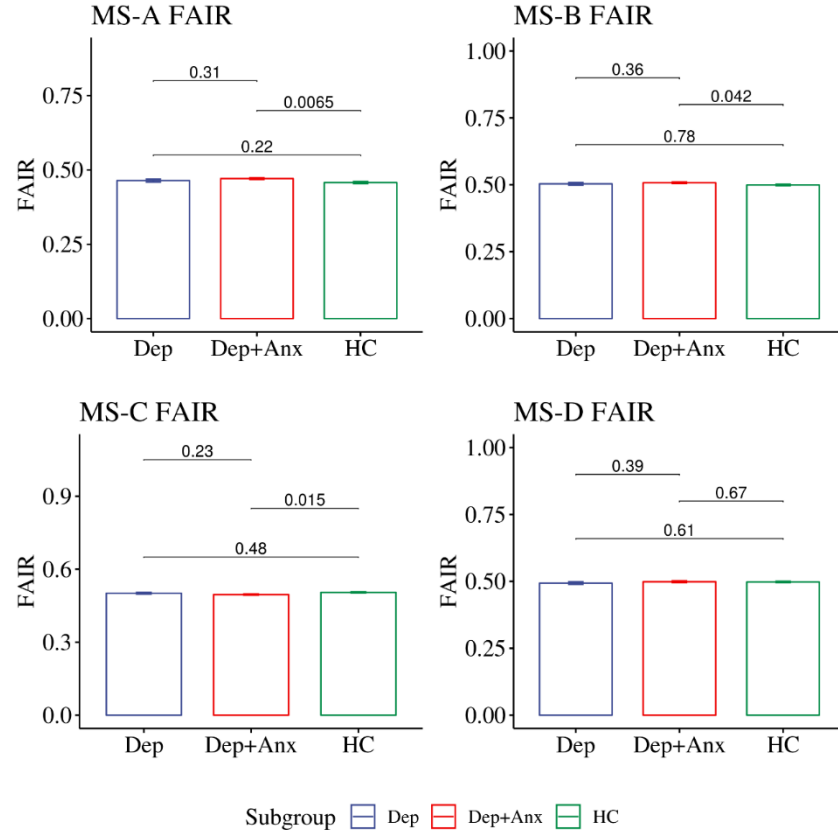 MS-A FAIR
FAIR
0.00
0.25
0.50
0.75
0.31
0.0065
0.22
Dep
Dep+Anx
HC
MS-B FAIR
FAIR
0.00
0.25
0.50
0.75
1.00
0.36
0.042
0.78
Dep
Dep+Anx
HC
MS-C FAIR
FAIR
0.0
0.3
0.6
0.9
0.23
0.015
0.48
Dep
Dep+Anx
HC
MS-D FAIR
FAIR
0.00
0.25
0.50
0.75
1.00
0.39
0.67
0.61
Dep
Dep+Anx
HC
Subgroup Dep Dep+Anx HC